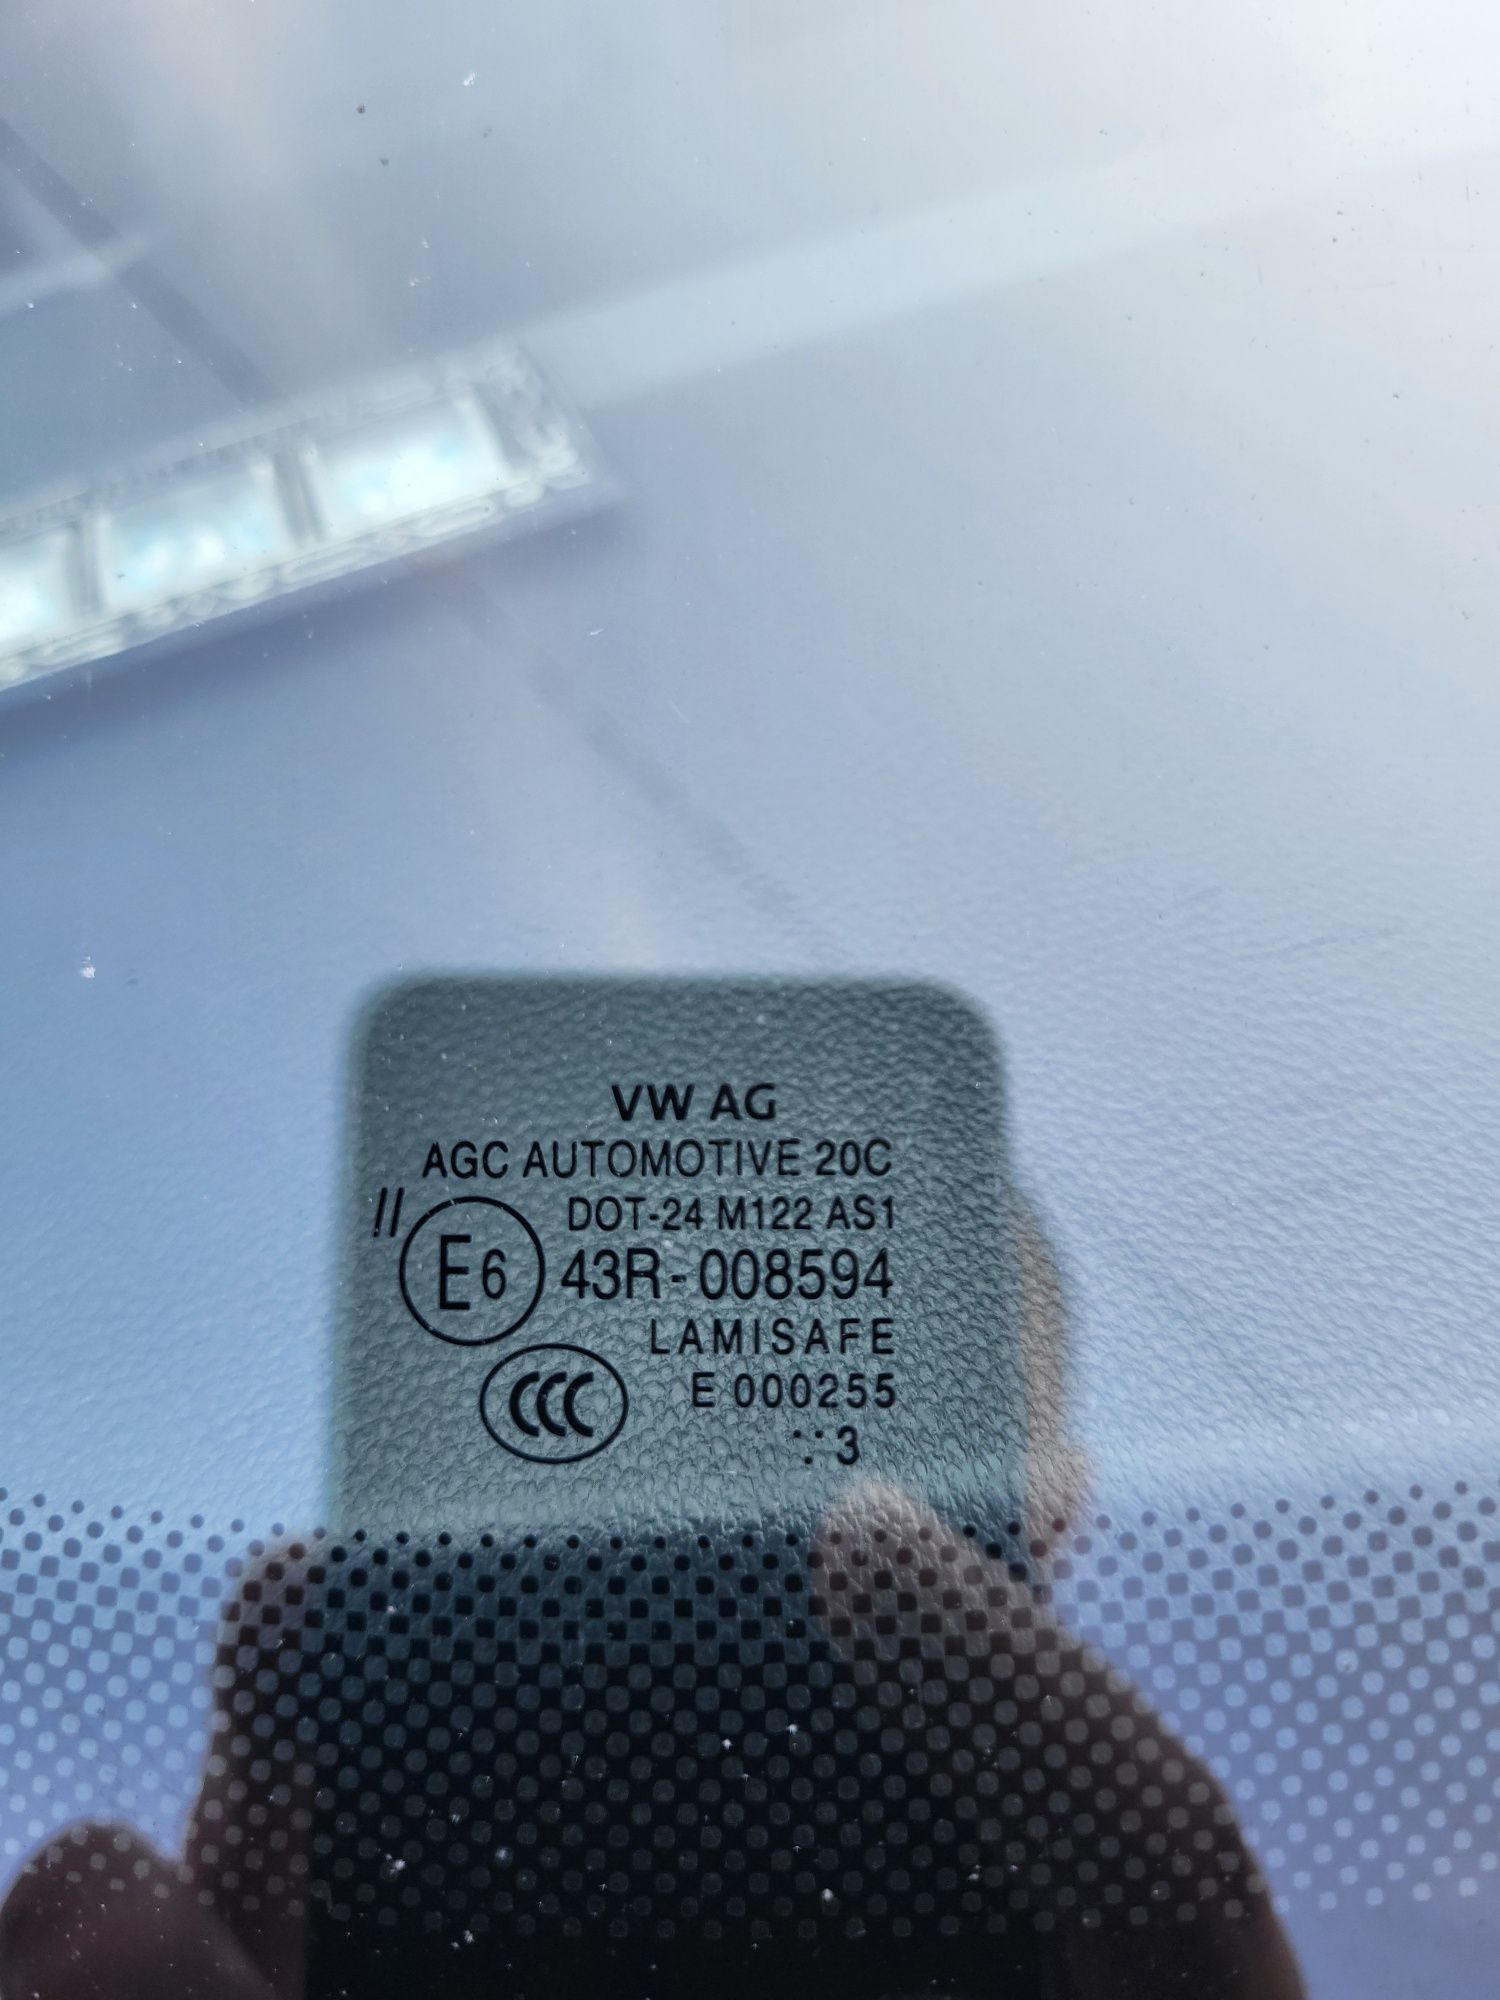 VW AG
AGC AUTOMOTIVE 20C
// DOT-24 M122 AS1
E6 43R-008594
LAMISAFE
CCC E 000255
∵ 3